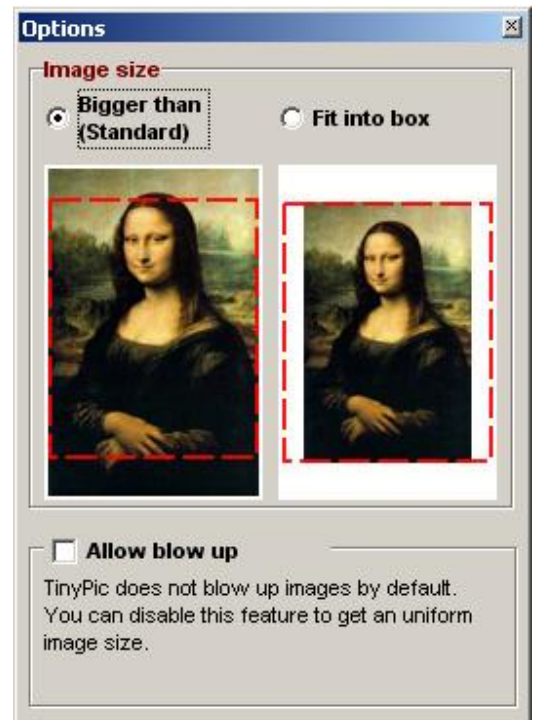 Options
Image size
Bigger than
(Standard)
Fit into box
Allow blow up
TinyPic does not blow up images by default.
You can disable this feature to get an uniform
image size.